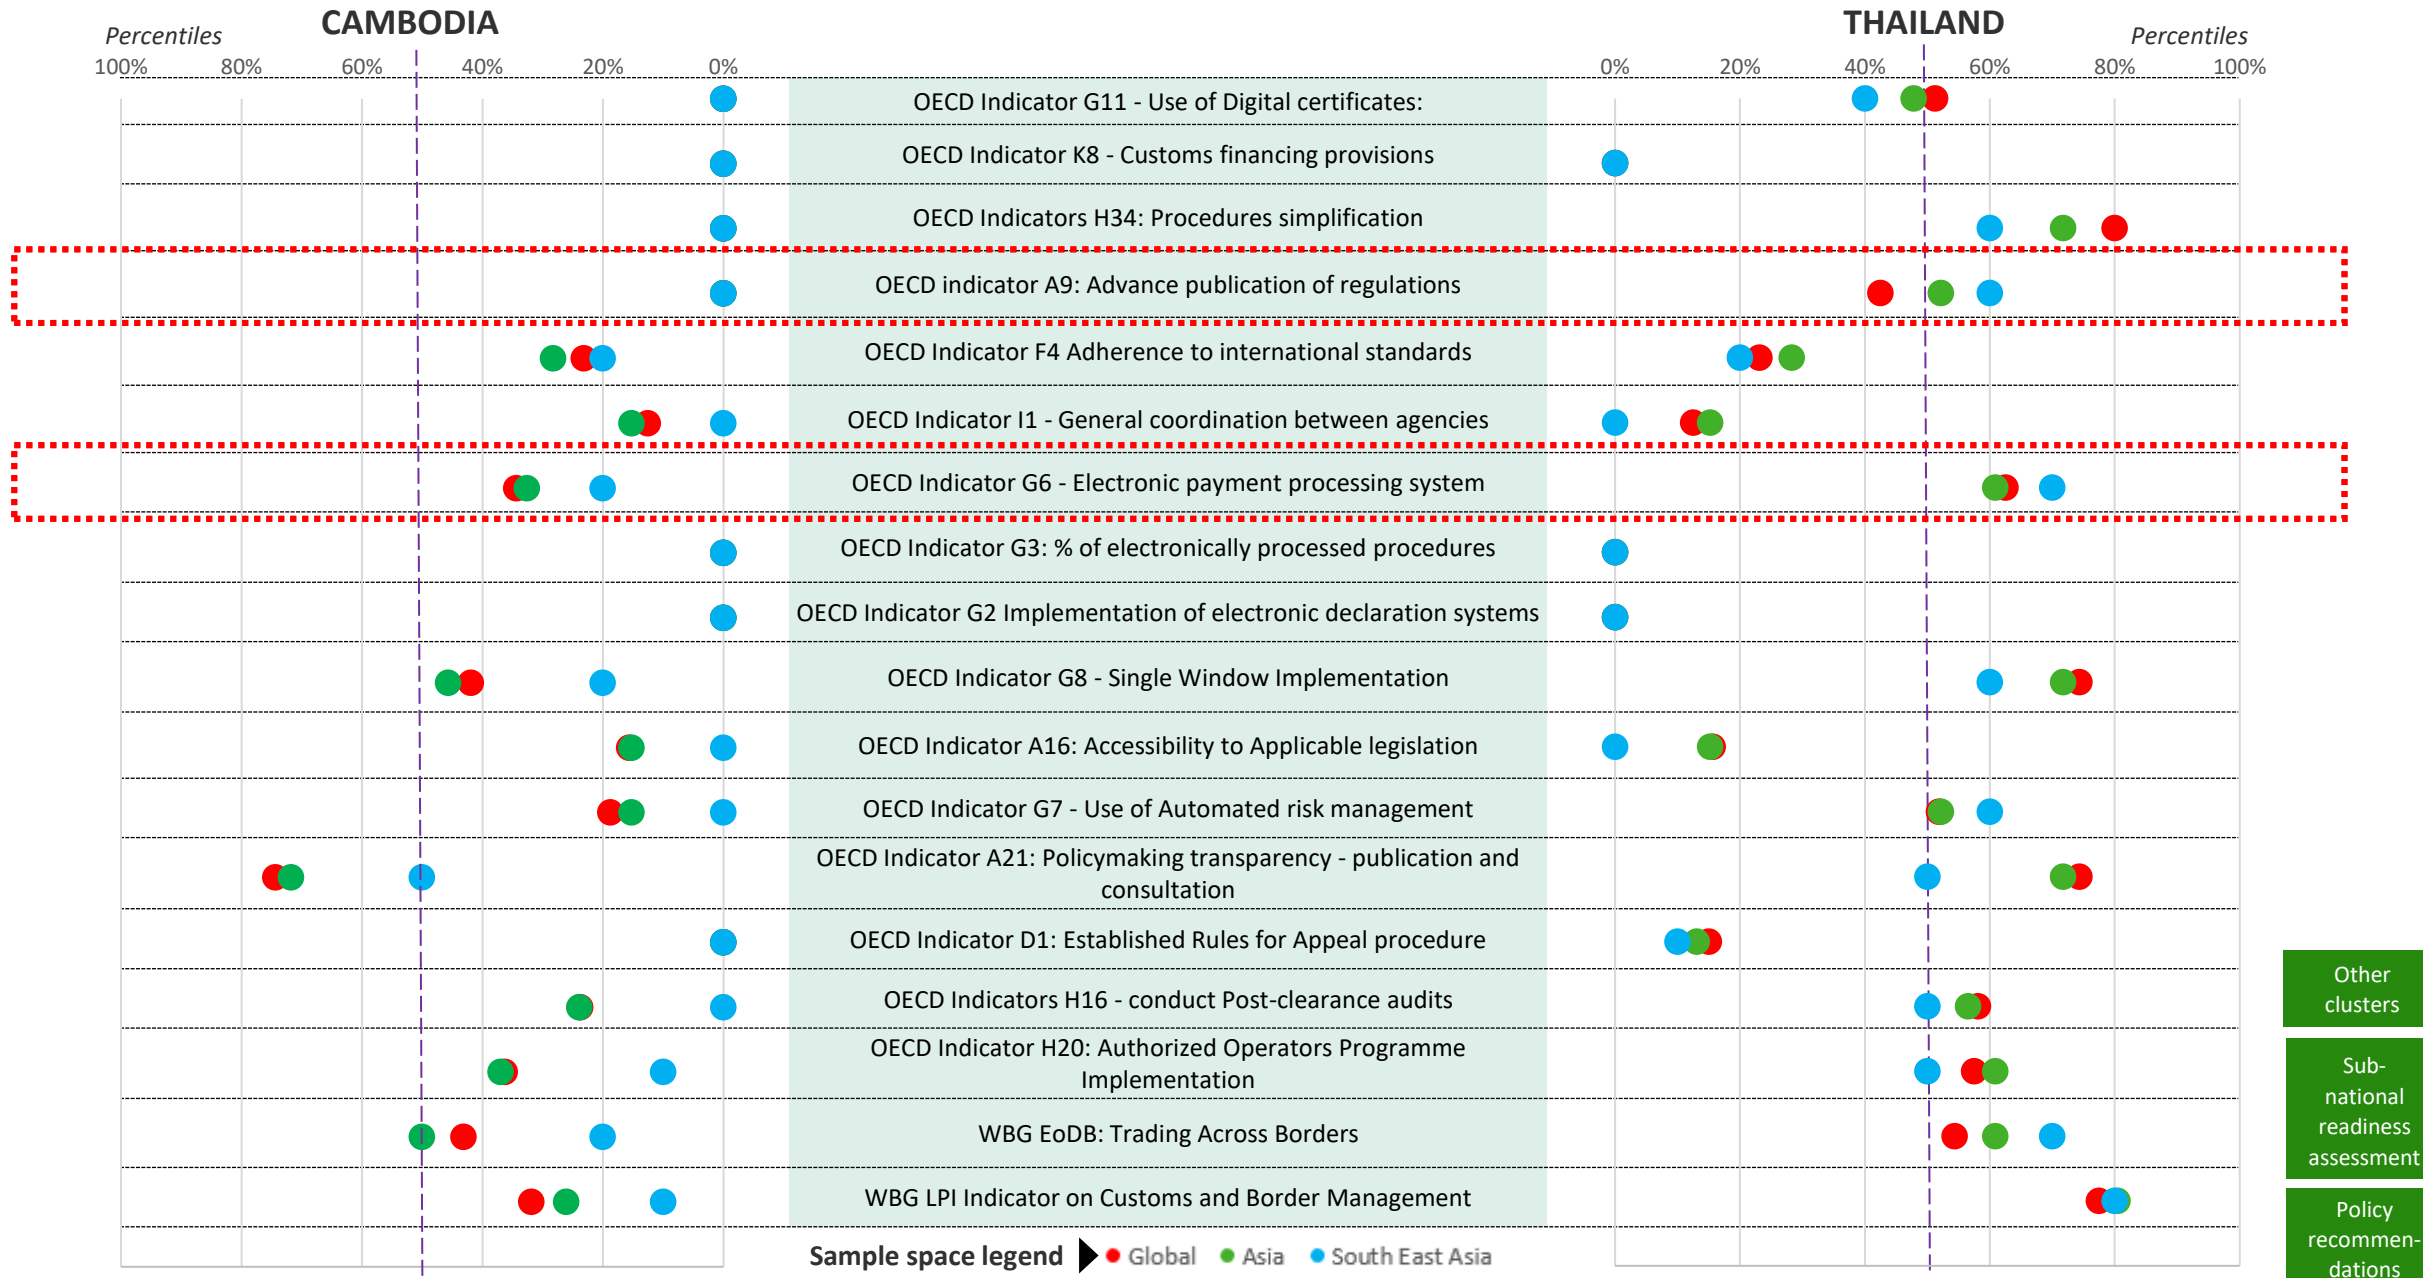 CAMBODIA
THAILAND
Percentiles
Percentiles
100% 80% 60% 40% 20% 0%
0% 20% 40% 60% 80% 100%
OECD Indicator G11 - Use of Digital certificates:
OECD Indicator K8 - Customs financing provisions
OECD Indicators H34: Procedures simplification
OECD indicator A9: Advance publication of regulations
OECD Indicator F4 Adherence to international standards
OECD Indicator I1 - General coordination between agencies
OECD Indicator G6 - Electronic payment processing system
OECD Indicator G3: % of electronically processed procedures
OECD Indicator G2 Implementation of electronic declaration systems
OECD Indicator G8 - Single Window Implementation
OECD Indicator A16: Accessibility to Applicable legislation
OECD Indicator G7 - Use of Automated risk management
OECD Indicator A21: Policymaking transparency - publication and
consultation
OECD Indicator D1: Established Rules for Appeal procedure
OECD Indicators H16 - conduct Post-clearance audits
OECD Indicator H20: Authorized Operators Programme
Implementation
WBG EoDB: Trading Across Borders
WBG LPI Indicator on Customs and Border Management
Sample space legend Global Asia South East Asia
Other
clusters
Sub-
national
readiness
assessment
Policy
recommen-
dations